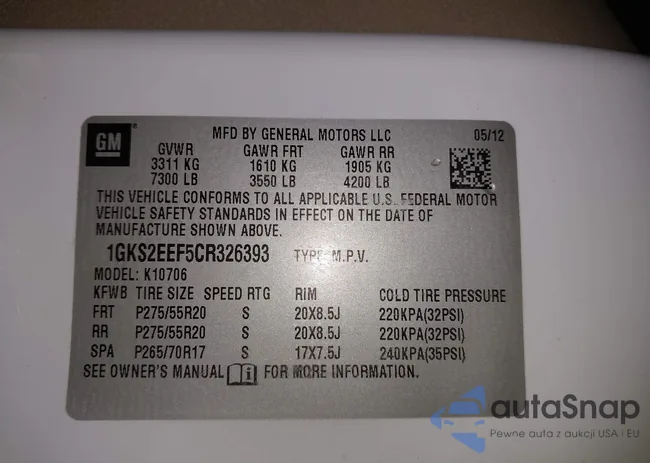 GM
MFD BY GENERAL MOTORS LLC 05/12
GVWR GAWR FRT GAWR RR
3311 KG 1610 KG 1905 KG
7300 LB 3550 LB 4200 LB
THIS VEHICLE CONFORMS TO ALL APPLICABLE U.S. FEDERAL MOTOR
VEHICLE SAFETY STANDARDS IN EFFECT ON THE DATE OF
MANUFACTURE SHOWN ABOVE.
1GKS2EEF5CR326393 TYPE: M.P.V.
MODEL: K10706
KFWB TIRE SIZE SPEED RTG RIM COLD TIRE PRESSURE
FRT P275/55R20 S 20X8.5J 220KPA(32PSI)
RR P275/55R20 S 20X8.5J 220KPA(32PSI)
SPA P265/70R17 S 17X7.5J 240KPA(35PSI)
SEE OWNER'S MANUAL FOR MORE INFORMATION.
autaSnap
Pewne auta z aukcji USA i EU